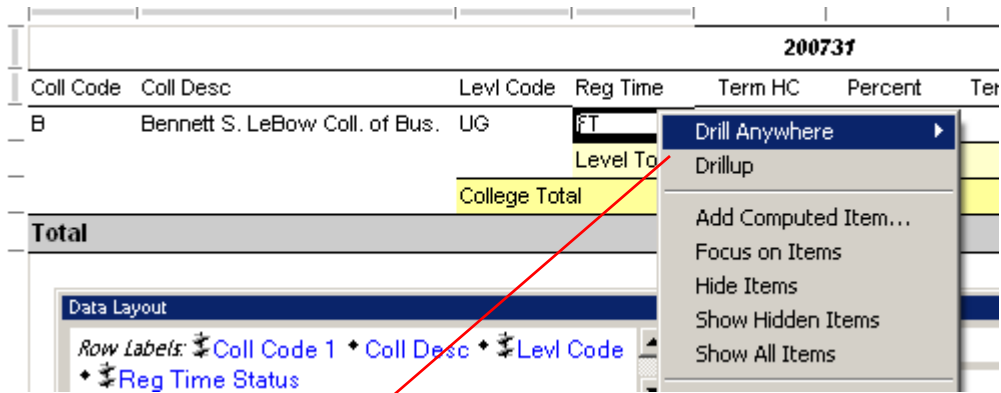 200731
Coll Code Coll Desc Levl Code Reg Time Term HC Percent
B Bennett S. LeBow Coll. of Bus. UG FT
Level To
College Total
Total
Drill Anywhere
Drillup
Add Computed Item...
Focus on Items
Hide Items
Show Hidden Items
Show All Items
Data Layout
Row Labels: Coll Code 1 Coll Desc Levl Code
Reg Time Status